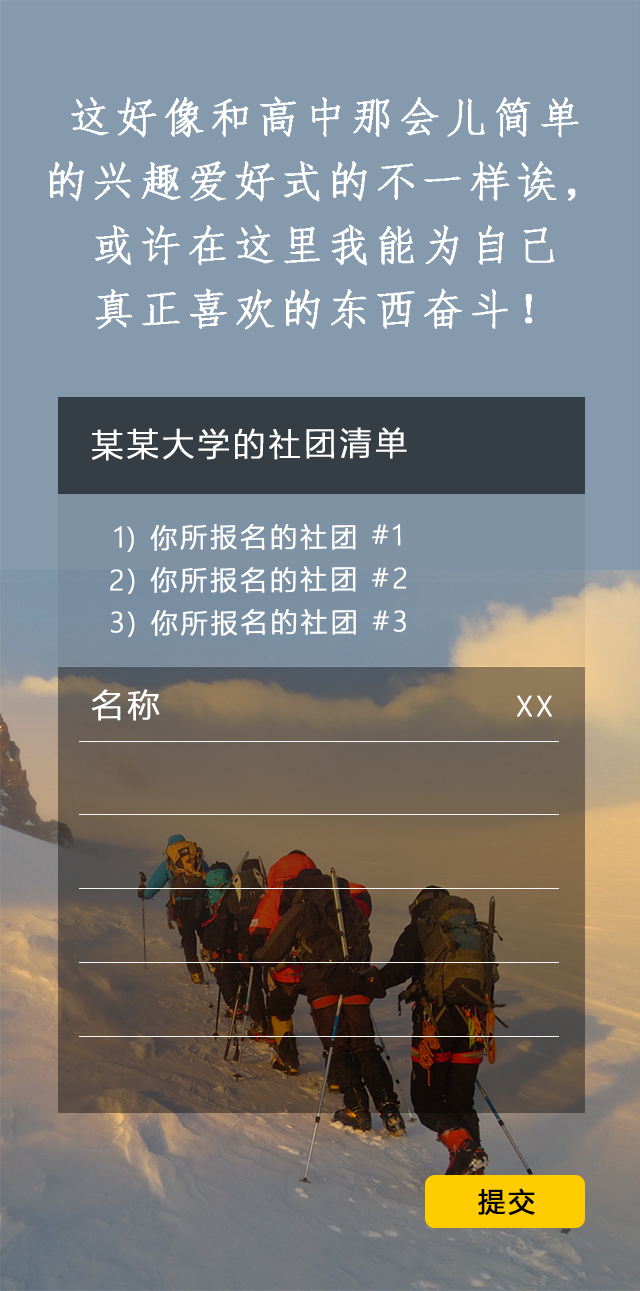 这好像和高中那会儿简单
的兴趣爱好式的不一样诶，
或许在这里我能为自己
真正喜欢的东西奋斗！
某某大学的社团清单
1) 你所报名的社团 #1
2) 你所报名的社团 #2
3) 你所报名的社团 #3
名称 XX
提交